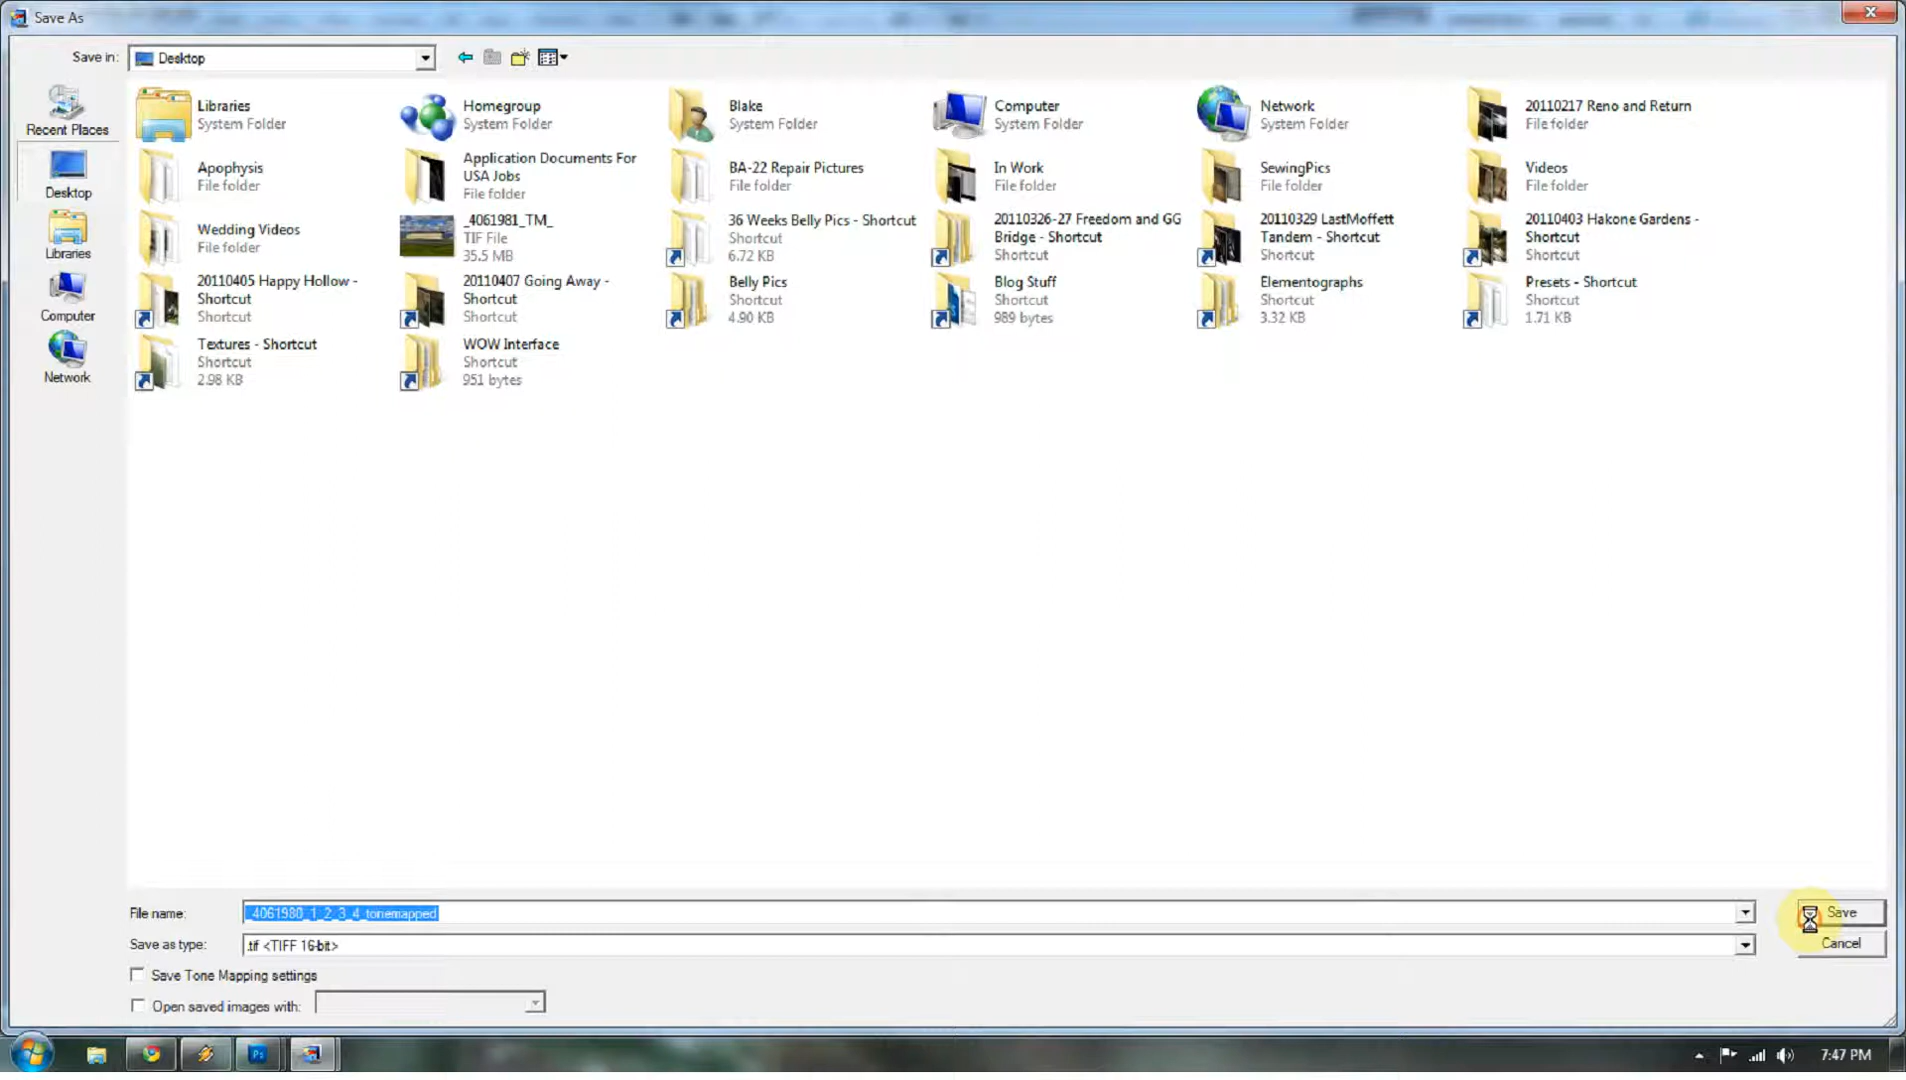 Save As
Save in:
Desktop
Recent Places
Desktop
Libraries
Computer
Network
Libraries
System Folder
Homegroup
System Folder
Blake
System Folder
Computer
System Folder
Network
System Folder
20110217 Reno and Return
File folder
Apophysis
File folder
Application Documents For
USA Jobs
File folder
BA-22 Repair Pictures
File folder
In Work
File folder
SewingPics
File folder
Videos
File folder
Wedding Videos
File folder
_4061981_TM_
TIF File
35.5 MB
36 Weeks Belly Pics - Shortcut
Shortcut
6.72 KB
20110326-27 Freedom and GG
Bridge - Shortcut
Shortcut
20110329 LastMoffett
Tandem - Shortcut
Shortcut
20110403 Hakone Gardens -
Shortcut
Shortcut
20110405 Happy Hollow -
Shortcut
Shortcut
20110407 Going Away -
Shortcut
Shortcut
Belly Pics
Shortcut
4.90 KB
Blog Stuff
Shortcut
989 bytes
Elementographs
Shortcut
3.32 KB
Presets - Shortcut
Shortcut
1.71 KB
Textures - Shortcut
Shortcut
2.98 KB
WOW Interface
Shortcut
951 bytes
File name:
_4061980_1_2_3_4_tonemapped
Save
Save as type:
.tif <TIFF 16-bit>
Cancel
Save Tone Mapping settings
Open saved images with:
Ps
7:47 PM